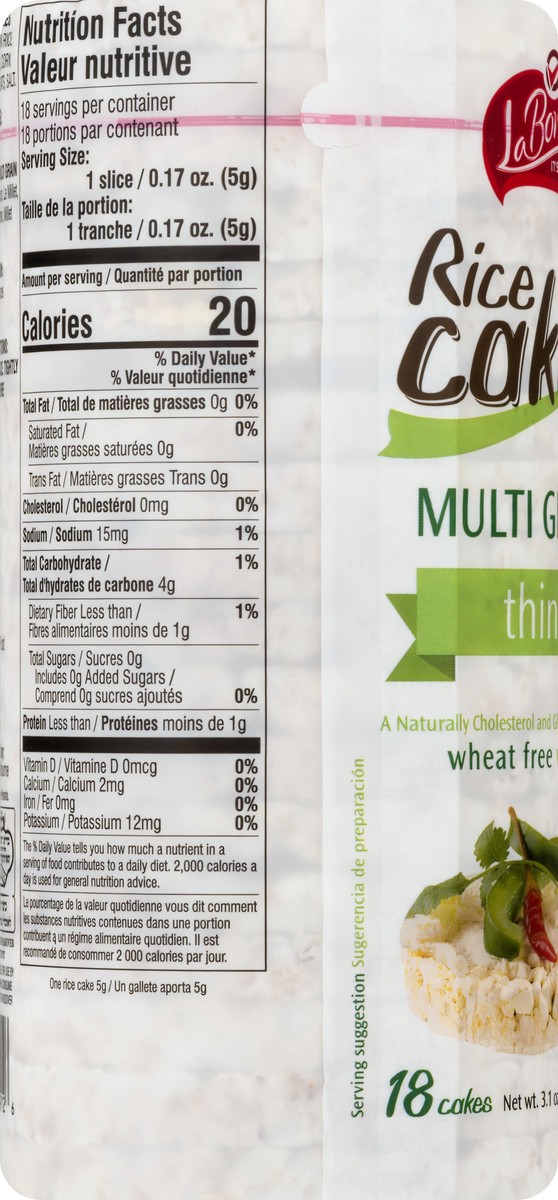 Nutrition Facts
Valeur nutritive
18 servings per container
18 portions par contenant
Serving Size:
1 slice / 0.17 oz. (5g)
Taille de la portion:
1 tranche / 0.17 oz. (5g)
Amount per serving / Quantité par portion
Calories 20
% Daily Value*
% Valeur quotidienne*
Total Fat / Total de matières grasses 0g 0%
Saturated Fat / 0%
Matières grasses saturées 0g
Trans Fat / Matières grasses Trans 0g
Cholesterol / Cholestérol 0mg 0%
Sodium / Sodium 15mg 1%
Total Carbohydrate / 1%
Total d'hydrates de carbone 4g
Dietary Fiber Less than / 1%
Fibres alimentaires moins de 1g
Total Sugars / Sucres 0g
Includes 0g Added Sugars /
Comprend 0g sucres ajoutés 0%
Protein Less than / Protéines moins de 1g
Vitamin D / Vitamine D 0mcg 0%
Calcium / Calcium 2mg 0%
Iron / Fer 0mg 0%
Potassium / Potassium 12mg 0%
The % Daily Value tells you how much a nutrient in a
serving of food contributes to a daily diet. 2,000 calories a
day is used for general nutrition advice.
Le pourcentage de la valeur quotidienne vous dit comment
les substances nutritives contenues dans une portion
contribuent a un régime alimentaire quotidien. Il est
recommandé de consommer 2 000 calories par jour.
One rice cake 5g / Un gallete aporta 5g
LaBon
Rice
cak
MULTI G
thin
A Naturally Cholesterol and G
wheat free
Serving suggestion Sugerencia de preparación
18 cakes Net wt. 3.1 oz